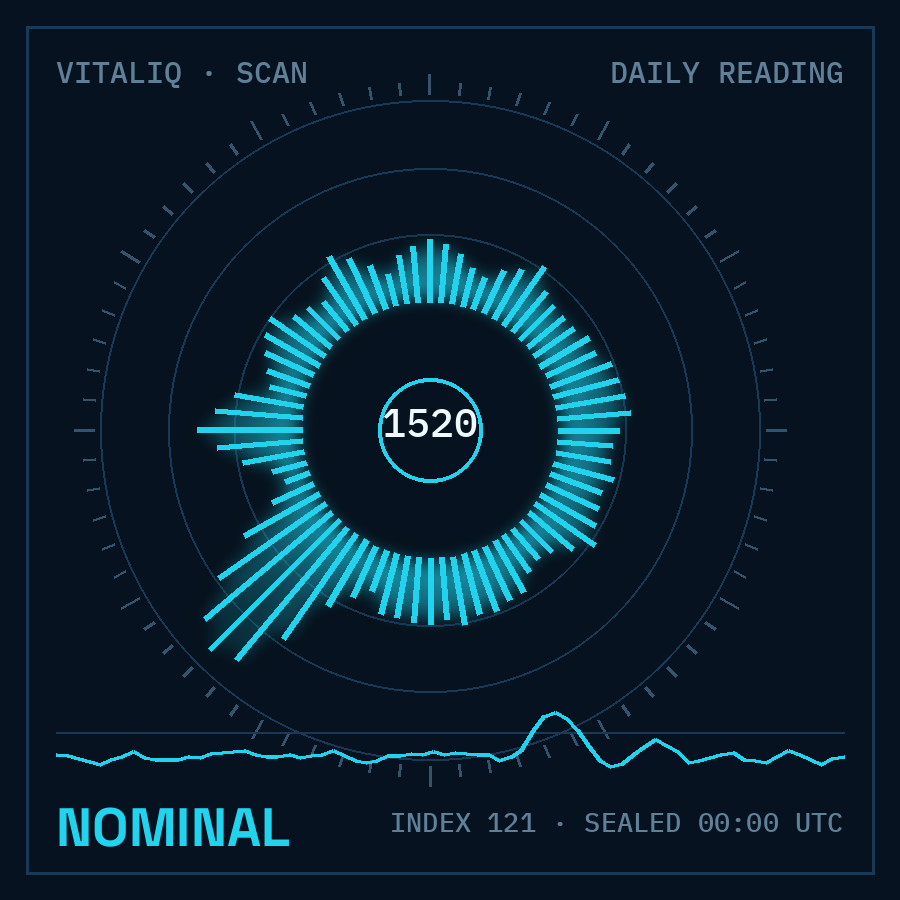 VITALIQ · SCAN
DAILY READING
1520
NOMINAL
INDEX 121 · SEALED 00:00 UTC